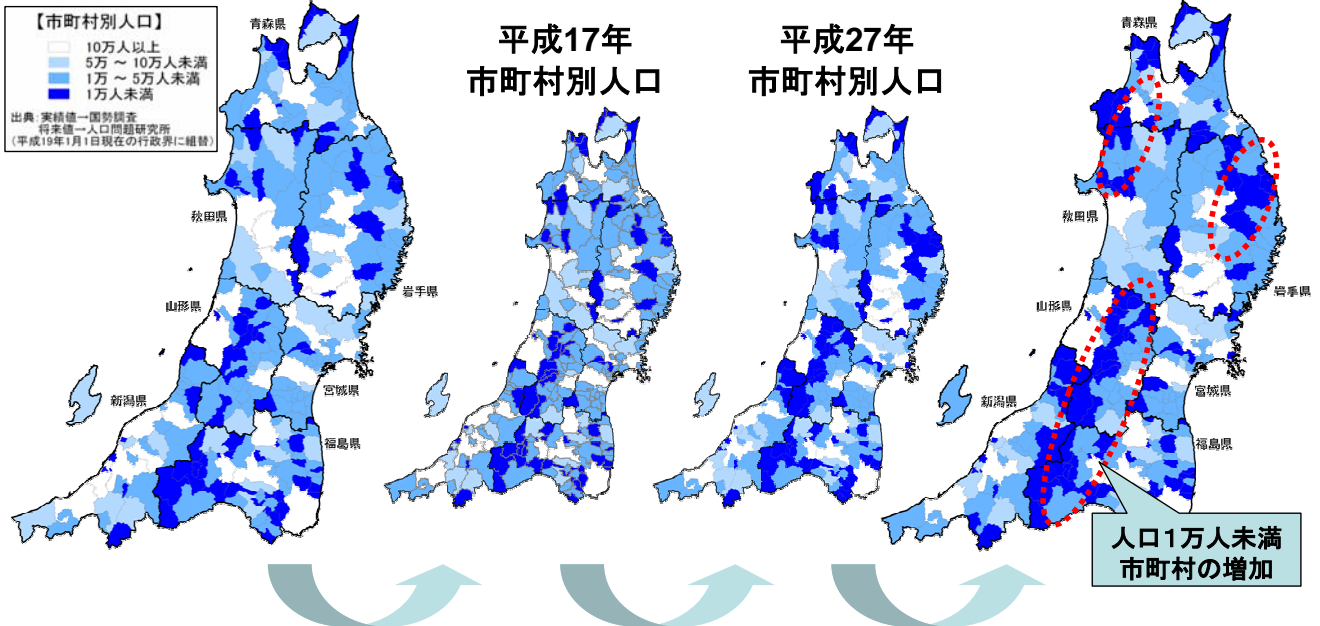 【市町村別人口】
10万人以上
5万 ～ 10万人未満
1万 ～ 5万人未満
1万人未満
出典：実績値→国勢調査
将来値→人口問題研究所
（平成19年1月1日現在の行政界に組替）
青森県
秋田県
岩手県
山形県
宮城県
新潟県
福島県
平成17年
市町村別人口
平成27年
市町村別人口
青森県
秋田県
岩手県
山形県
宮城県
新潟県
福島県
人口１万人未満
市町村の増加